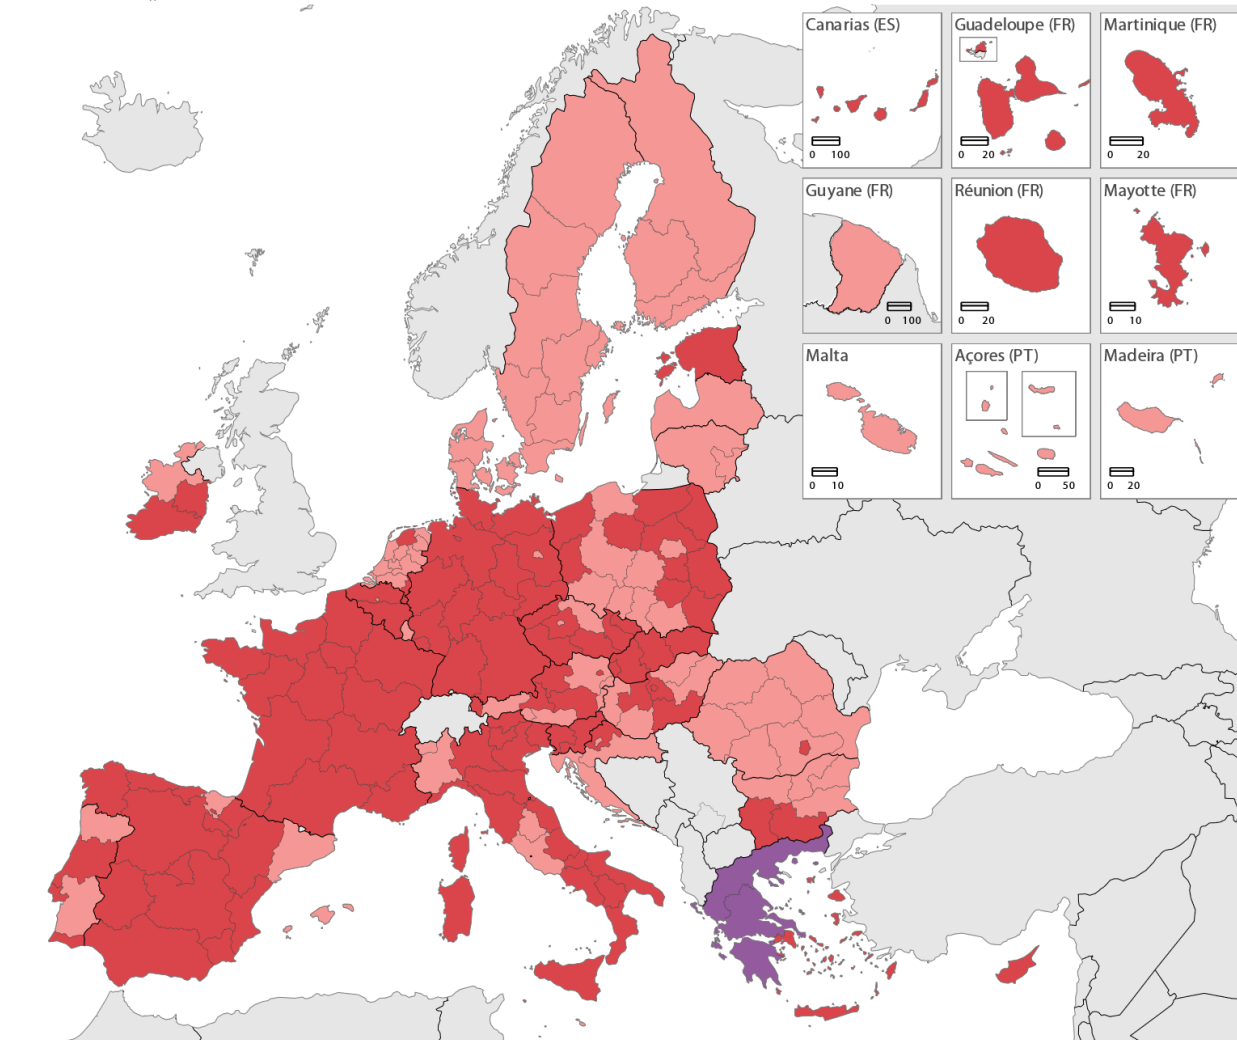 Canarias (ES)
0 100
Guadeloupe (FR)
0 20
Martinique (FR)
0 20
Guyane (FR)
0 100
Réunion (FR)
0 20
Mayotte (FR)
0 10
Malta
0 10
Açores (PT)
0 50
Madeira (PT)
0 20